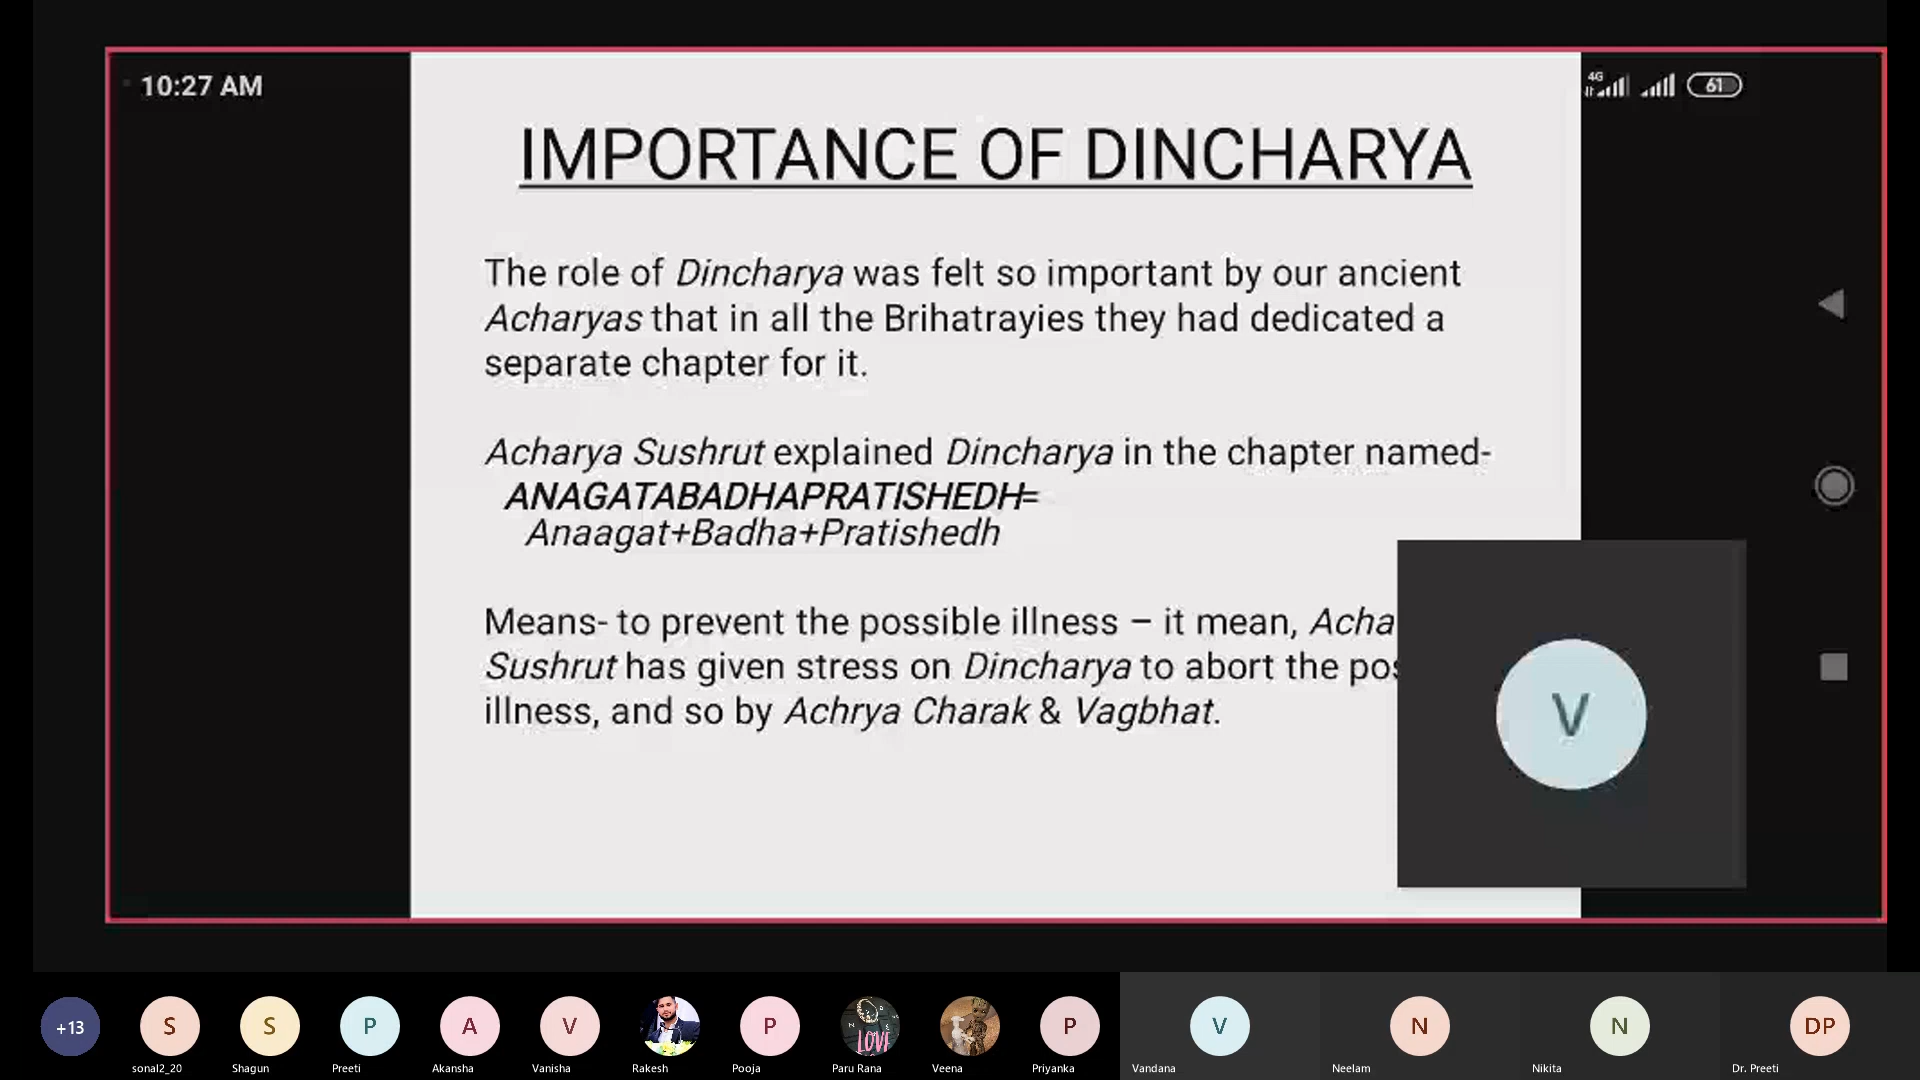 10:27 AM
4G
61
IMPORTANCE OF DINCHARYA
The role of Dincharya was felt so important by our ancient
Acharyas that in all the Brihatrayies they had dedicated a
separate chapter for it.
Acharya Sushrut explained Dincharya in the chapter named-
ANAGATABADHAPRATISHEDH=
Anaagat+Badha+Pratishedh
Means- to prevent the possible illness – it mean, Acha
Sushrut has given stress on Dincharya to abort the pos
illness, and so by Achrya Charak & Vagbhat.
V
+13
S
S
P
A
V
P
LOVE
P
V
N
N
DP
sonal2_20
Shagun
Preeti
Akansha
Vanisha
Rakesh
Pooja
Paru Rana
Veena
Priyanka
Vandana
Neelam
Nikita
Dr. Preeti